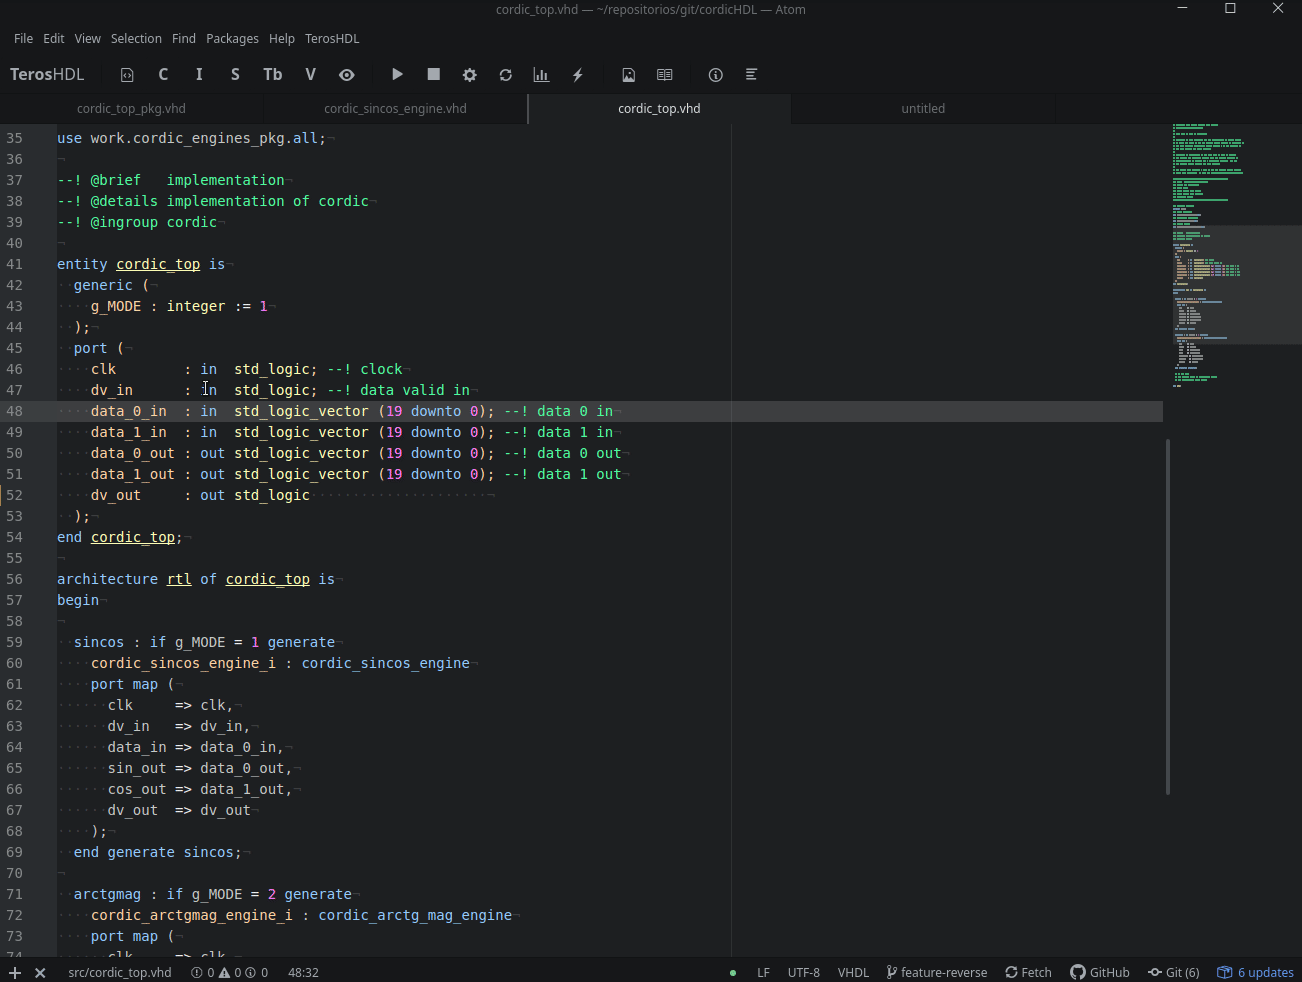 cordic_top.vhd — ~/repositorios/git/cordicHDL — Atom
File Edit View Selection Find Packages Help TerosHDL
TerosHDL C I S Tb V
cordic_top_pkg.vhd cordic_sincos_engine.vhd cordic_top.vhd untitled
35 use work.cordic_engines_pkg.all;
36
37 --! @brief   implementation
38 --! @details implementation of cordic
39 --! @ingroup cordic
40
41 entity cordic_top is
42   generic (
43     g_MODE : integer := 1
44   );
45   port (
46     clk        : in  std_logic; --! clock
47     dv_in      : in  std_logic; --! data valid in
48     data_0_in  : in  std_logic_vector (19 downto 0); --! data 0 in
49     data_1_in  : in  std_logic_vector (19 downto 0); --! data 1 in
50     data_0_out : out std_logic_vector (19 downto 0); --! data 0 out
51     data_1_out : out std_logic_vector (19 downto 0); --! data 1 out
52     dv_out     : out std_logic
53   );
54 end cordic_top;
55
56 architecture rtl of cordic_top is
57 begin
58
59   sincos : if g_MODE = 1 generate
60     cordic_sincos_engine_i : cordic_sincos_engine
61     port map (
62       clk     => clk,
63       dv_in   => dv_in,
64       data_in => data_0_in,
65       sin_out => data_0_out,
66       cos_out => data_1_out,
67       dv_out  => dv_out
68     );
69   end generate sincos;
70
71   arctgmag : if g_MODE = 2 generate
72     cordic_arctgmag_engine_i : cordic_arctg_mag_engine
73     port map (
74       clk     => clk
src/cordic_top.vhd 0 0 0 48:32 LF UTF-8 VHDL feature-reverse Fetch GitHub Git (6) 6 updates